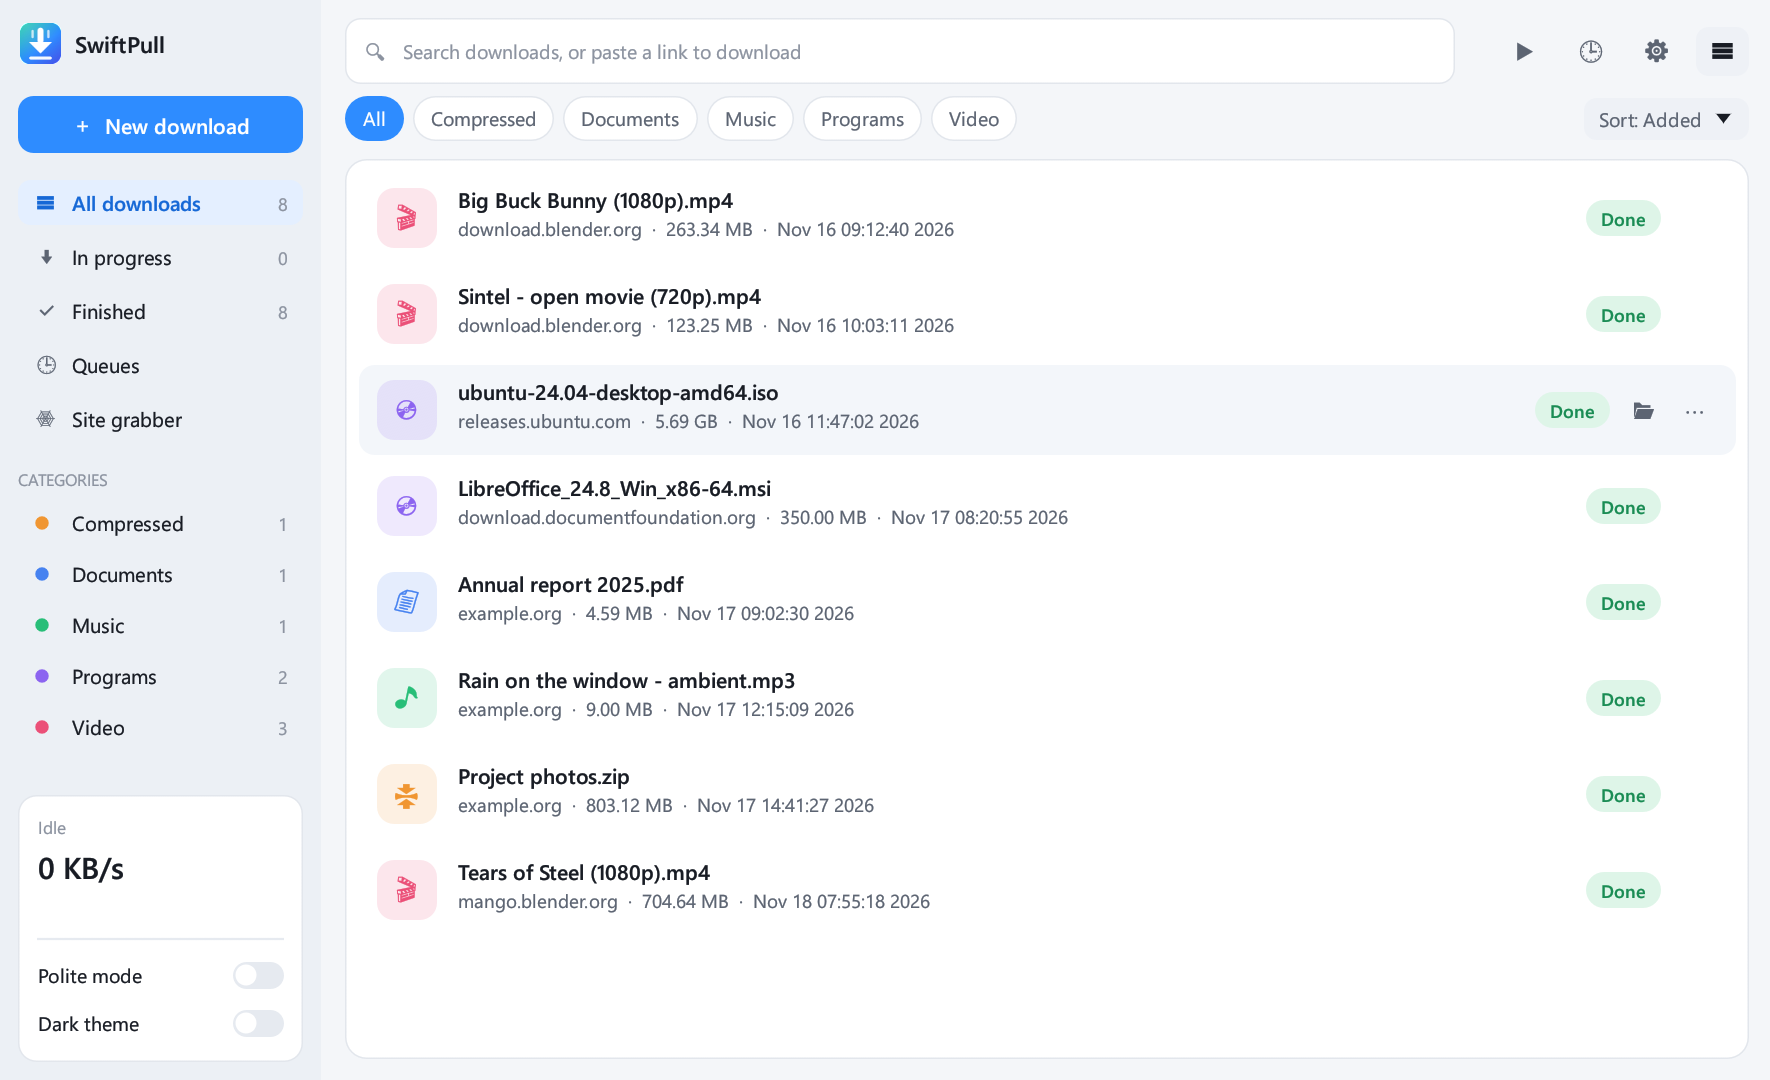 SwiftPull
+ New download
All downloads 8
In progress 0
Finished 8
Queues
Site grabber
CATEGORIES
Compressed 1
Documents 1
Music 1
Programs 2
Video 3
Idle
0 KB/s
Polite mode
Dark theme
Search downloads, or paste a link to download
All Compressed Documents Music Programs Video
Sort: Added
Big Buck Bunny (1080p).mp4
download.blender.org · 263.34 MB · Nov 16 09:12:40 2026
Done
Sintel - open movie (720p).mp4
download.blender.org · 123.25 MB · Nov 16 10:03:11 2026
Done
ubuntu-24.04-desktop-amd64.iso
releases.ubuntu.com · 5.69 GB · Nov 16 11:47:02 2026
Done
LibreOffice_24.8_Win_x86-64.msi
download.documentfoundation.org · 350.00 MB · Nov 17 08:20:55 2026
Done
Annual report 2025.pdf
example.org · 4.59 MB · Nov 17 09:02:30 2026
Done
Rain on the window - ambient.mp3
example.org · 9.00 MB · Nov 17 12:15:09 2026
Done
Project photos.zip
example.org · 803.12 MB · Nov 17 14:41:27 2026
Done
Tears of Steel (1080p).mp4
mango.blender.org · 704.64 MB · Nov 18 07:55:18 2026
Done